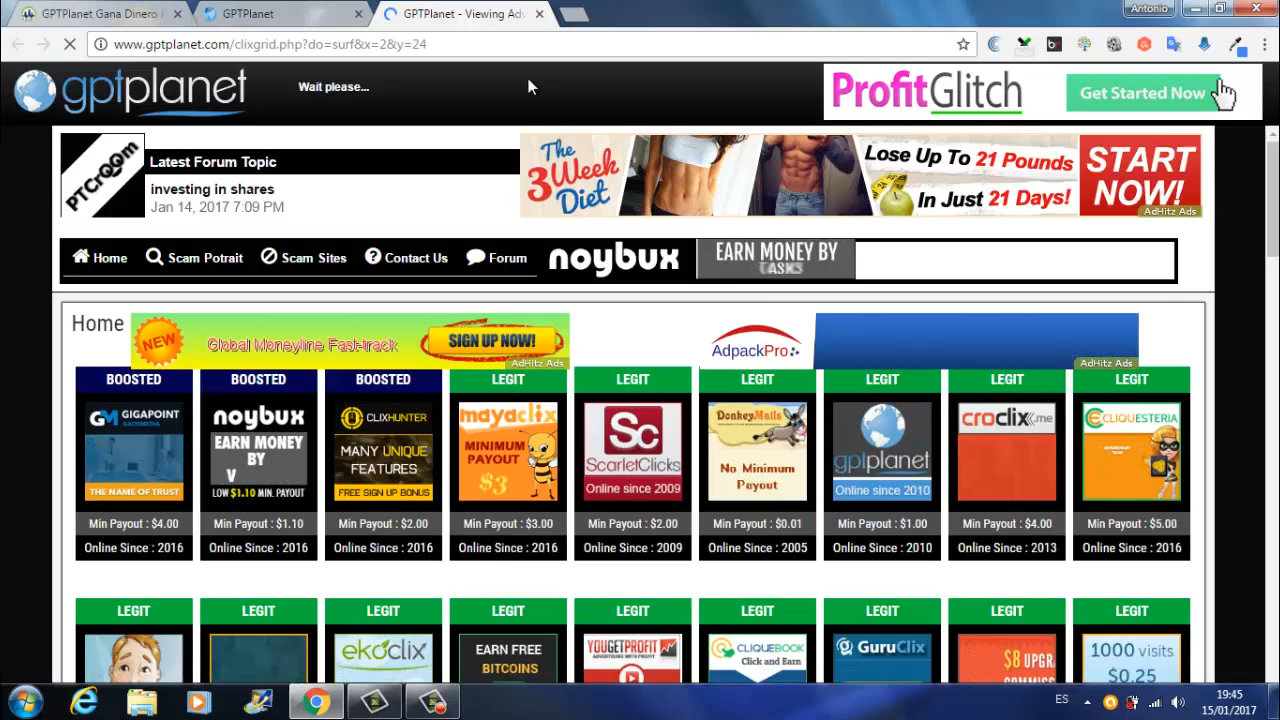 GPTPlanet Gana Dinero
GPTPlanet
GPTPlanet - Viewing Adv
Antonio
www.gptplanet.com/clixgrid.php?do=surf&x=2&y=24
gptplanet
Wait please...
ProfitGlitch
Get Started Now
PTCroom
Latest Forum Topic
investing in shares
Jan 14, 2017 7:09 PM
The
3 Week
Diet
Lose Up To 21 Pounds
In Just 21 Days!
START
NOW!
AdHitz Ads
Home
Scam Potrait
Scam Sites
Contact Us
Forum
noybux
EARN MONEY BY
TASKS
Home
NEW
Global Moneyline Fast-track
SIGN UP NOW!
AdHitz Ads
AdpackPro
AdHitz Ads
BOOSTED
BOOSTED
BOOSTED
LEGIT
LEGIT
LEGIT
LEGIT
LEGIT
LEGIT
GM GIGAPOINT
THE NAME OF TRUST
noybux
EARN MONEY
BY
V
LOW $1.10 MIN. PAYOUT
CLIXHUNTER
MANY UNIQUE
FEATURES
FREE SIGN UP BONUS
mayaclix
MINIMUM
PAYOUT
$3
Sc
ScarletClicks
Online since 2009
DonkeyMails
No Minimum
Payout
gptplanet
Online since 2010
croclix.me
CLIQUESTERIA
Min Payout : $4.00
Min Payout : $1.10
Min Payout : $2.00
Min Payout : $3.00
Min Payout : $2.00
Min Payout : $0.01
Min Payout : $1.00
Min Payout : $4.00
Min Payout : $5.00
Online Since : 2016
Online Since : 2016
Online Since : 2016
Online Since : 2016
Online Since : 2009
Online Since : 2005
Online Since : 2010
Online Since : 2013
Online Since : 2016
LEGIT
LEGIT
LEGIT
LEGIT
LEGIT
LEGIT
LEGIT
LEGIT
LEGIT
ekoclix
EARN FREE
BITCOINS
YOUGETPROFIT
ADVERTISING WITH PROFIT
CLIQUEBOOK
Click and Earn
GuruClix
$8 UPGR
COMMISS
1000 visits
$0.25
ES
19:45
15/01/2017